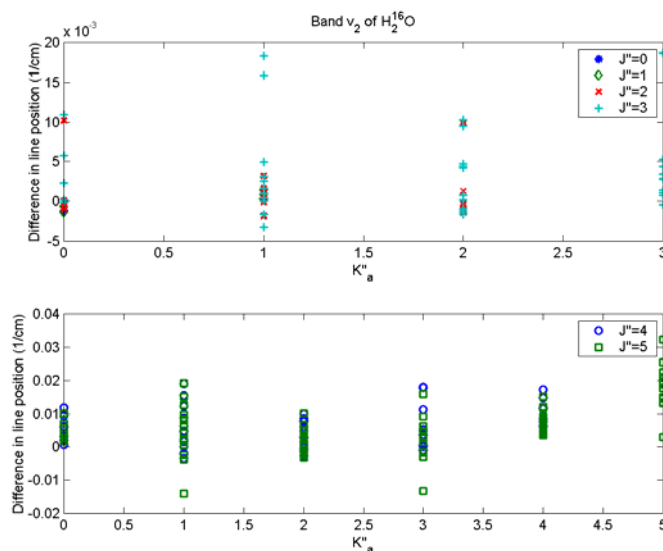 Band ν₂ of H₂¹⁶O
×10⁻³
20
15
10
5
0
-5
Difference in line position (1/cm)
0 0.5 1 1.5 2 2.5 3
K"ₐ
J"=0
J"=1
J"=2
J"=3
0.04
0.03
0.02
0.01
0
-0.01
-0.02
Difference in line position (1/cm)
0 0.5 1 1.5 2 2.5 3 3.5 4 4.5 5
K"ₐ
J"=4
J"=5